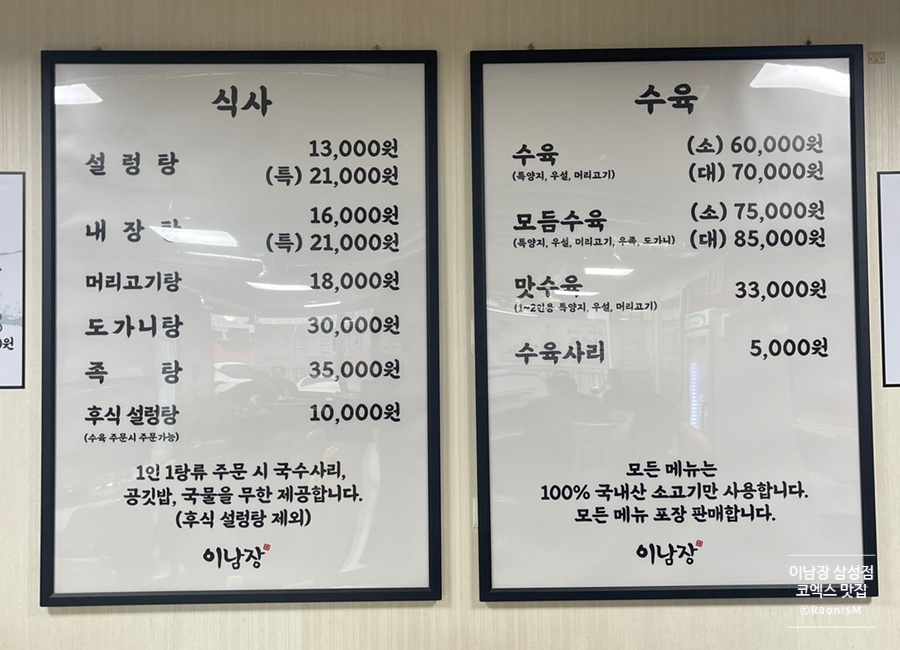 식사
설렁탕 13,000원
(특) 21,000원
내장탕 16,000원
(특) 21,000원
머리고기탕 18,000원
도가니탕 30,000원
족 탕 35,000원
후식 설렁탕 10,000원
(수육 주문시 주문가능)
1인 1탕류 주문 시 국수사리,
공깃밥, 국물을 무한 제공합니다.
(후식 설렁탕 제외)
이남장
수육
수육 (소) 60,000원
(특양지, 우설, 머리고기) (대) 70,000원
모듬수육 (소) 75,000원
(특양지, 우설, 머리고기, 우족, 도가니) (대) 85,000원
맛수육 33,000원
(1~2인용 특양지, 우설, 머리고기)
수육사리 5,000원
모든 메뉴는
100% 국내산 소고기만 사용합니다.
모든 메뉴 포장 판매합니다.
이남장
이남장 삼성점
코엑스 맛집
©RaonisM